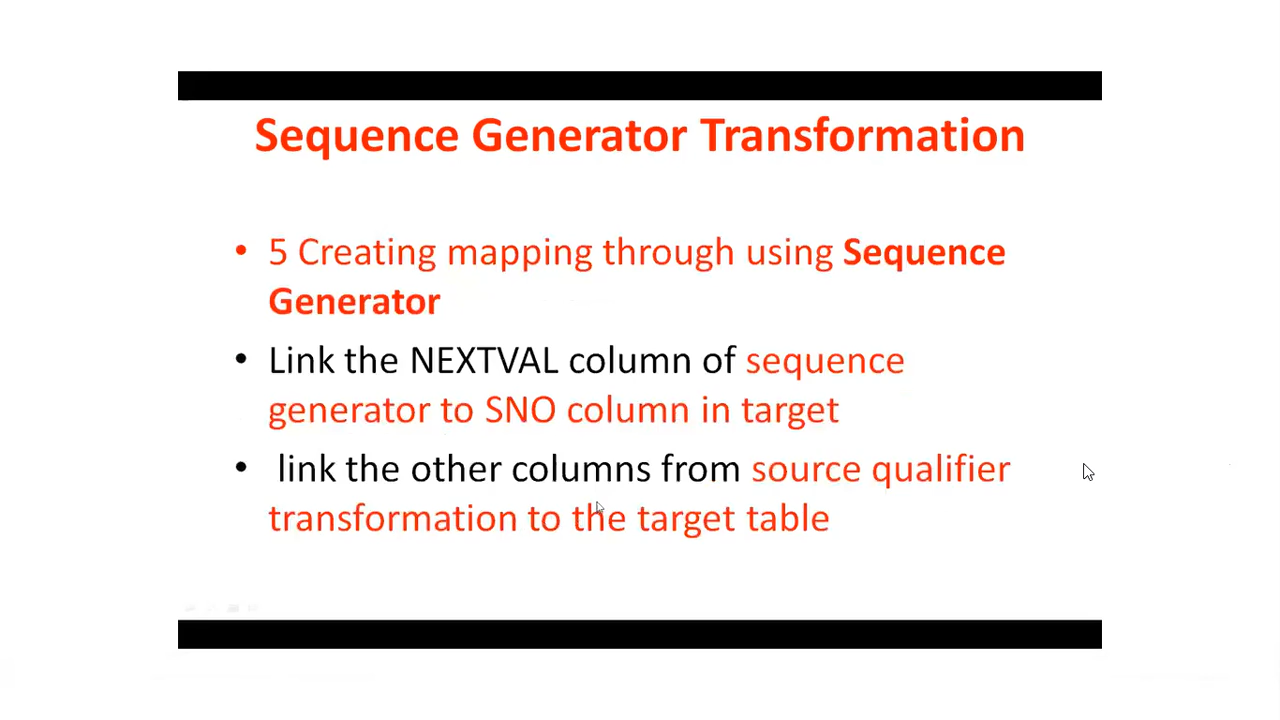 Sequence Generator Transformation
• 5 Creating mapping through using Sequence
Generator
• Link the NEXTVAL column of sequence
generator to SNO column in target
• link the other columns from source qualifier
transformation to the target table